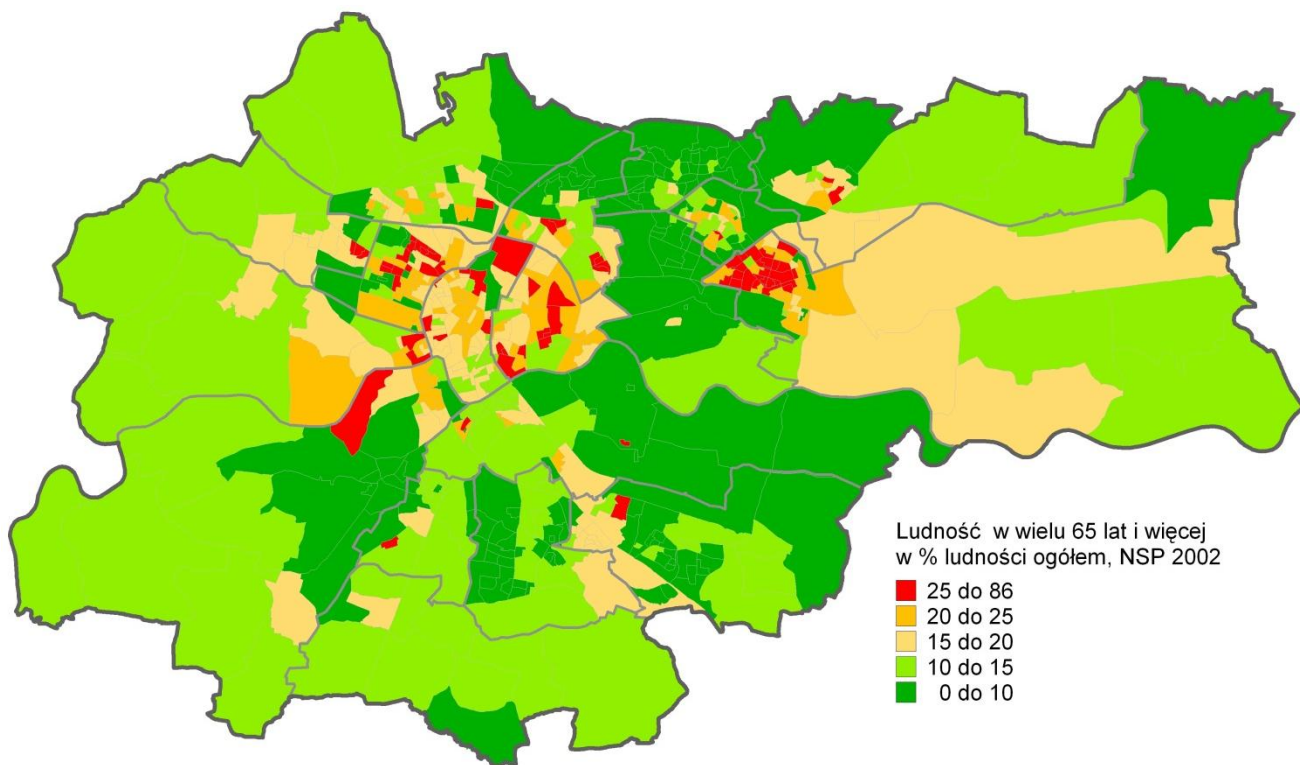 Ludność w wielu 65 lat i więcej
w % ludności ogółem, NSP 2002
25 do 86
20 do 25
15 do 20
10 do 15
0 do 10